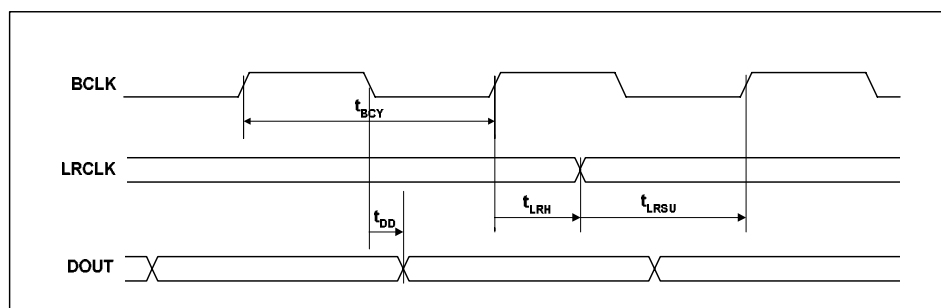 BCLK
tBCY
LRCLK
tDD
tLRH
tLRSU
DOUT